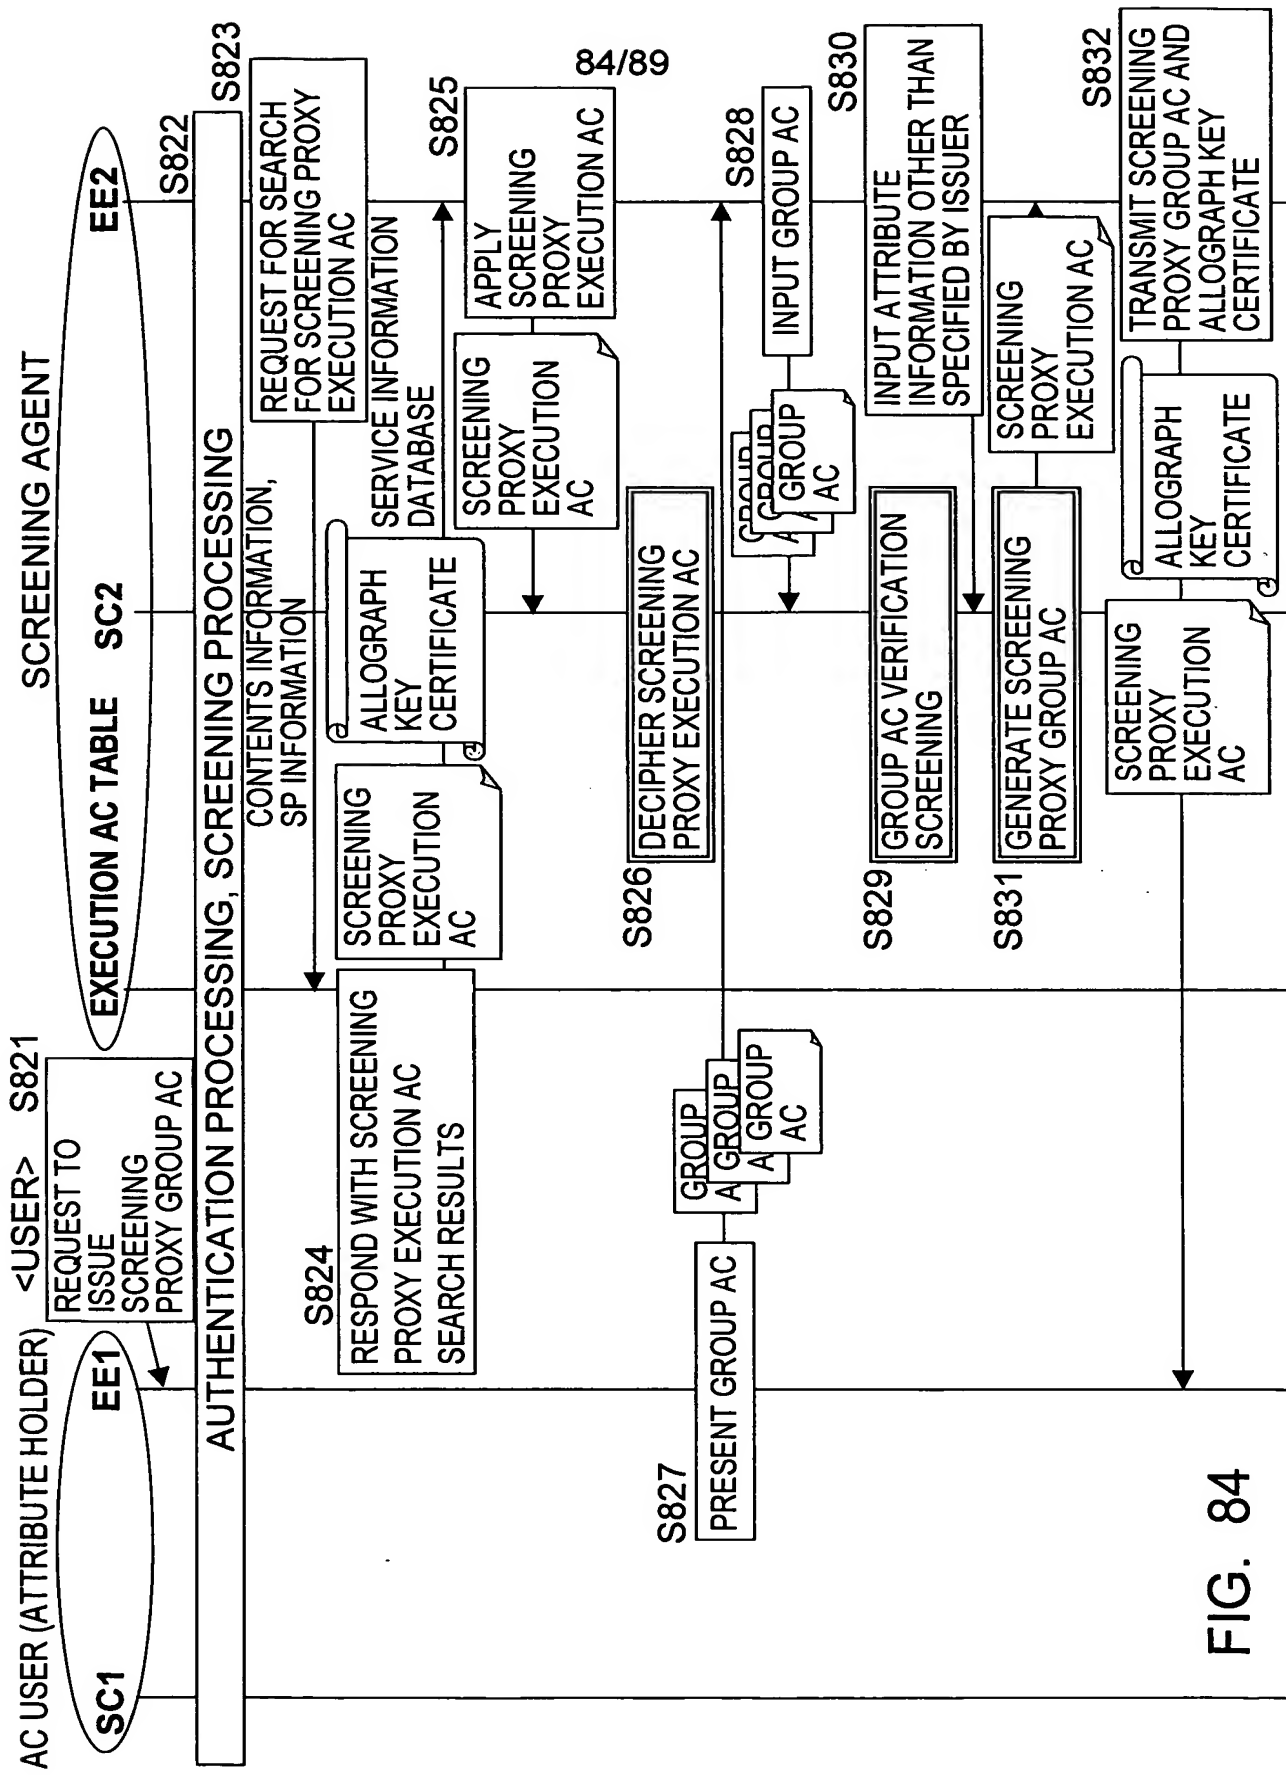 84/89
AC USER (ATTRIBUTE HOLDER)
SC1
EE1
<USER>
S821
REQUEST TO
ISSUE
SCREENING
PROXY GROUP AC
SCREENING AGENT
EXECUTION AC TABLE
SC2
EE2
S822
AUTHENTICATION PROCESSING, SCREENING PROCESSING
S823
REQUEST FOR SEARCH
FOR SCREENING PROXY
EXECUTION AC
CONTENTS INFORMATION,
SP INFORMATION
S824
RESPOND WITH SCREENING
PROXY EXECUTION AC
SEARCH RESULTS
SCREENING
PROXY
EXECUTION
AC
ALLOGRAPH
KEY
CERTIFICATE
SERVICE INFORMATION
DATABASE
S825
APPLY
SCREENING
PROXY
EXECUTION AC
SCREENING
PROXY
EXECUTION
AC
S826
DECIPHER SCREENING
PROXY EXECUTION AC
S827
PRESENT GROUP AC
GROUP
A
GROUP
A
GROUP
AC
S828
INPUT GROUP AC
GROUP
A
GROUP
A
GROUP
AC
S829
GROUP AC VERIFICATION
SCREENING
S830
INPUT ATTRIBUTE
INFORMATION OTHER THAN
SPECIFIED BY ISSUER
S831
GENERATE SCREENING
PROXY GROUP AC
SCREENING
PROXY
EXECUTION AC
S832
TRANSMIT SCREENING
PROXY GROUP AC AND
ALLOGRAPH KEY
CERTIFICATE
ALLOGRAPH
KEY
CERTIFICATE
SCREENING
PROXY
EXECUTION
AC
FIG. 84